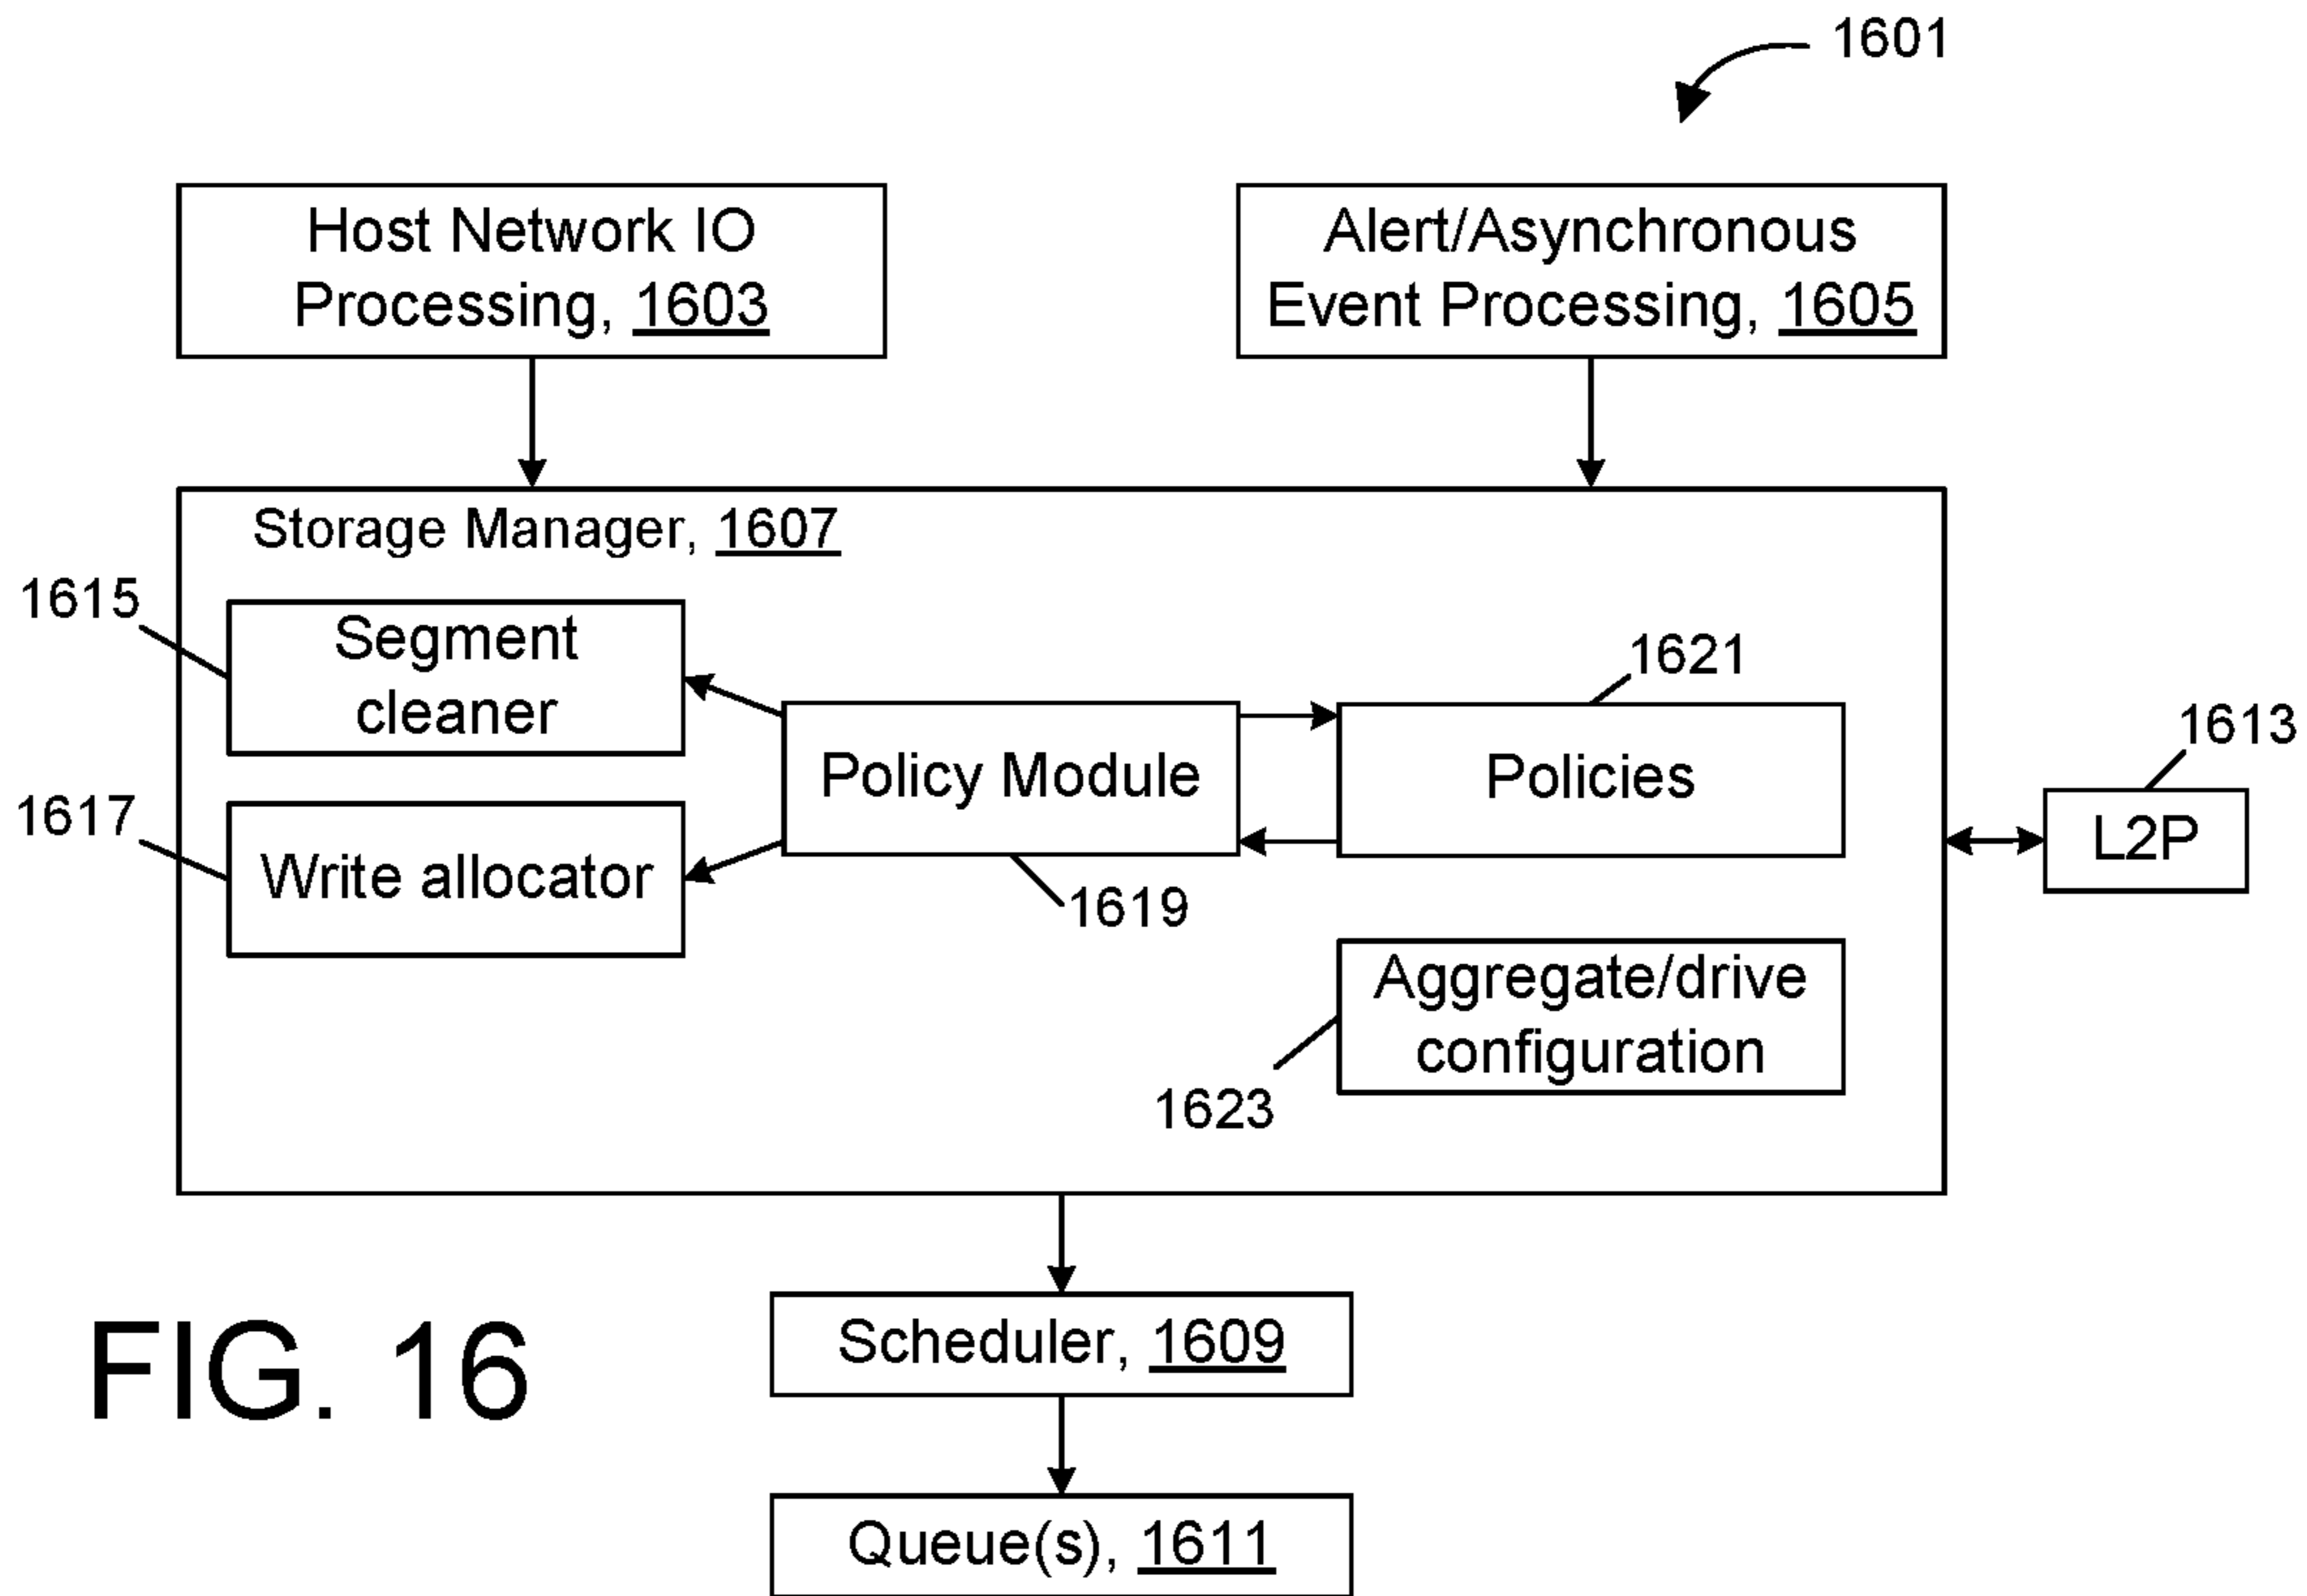 1601
Host Network IO
Processing, 1603
Alert/Asynchronous
Event Processing, 1605
Storage Manager, 1607
1615
Segment
cleaner
1621
1613
Policy Module
Policies
L2P
1617
Write allocator
1619
Aggregate/drive
configuration
1623
Scheduler, 1609
FIG. 16
Queue(s), 1611